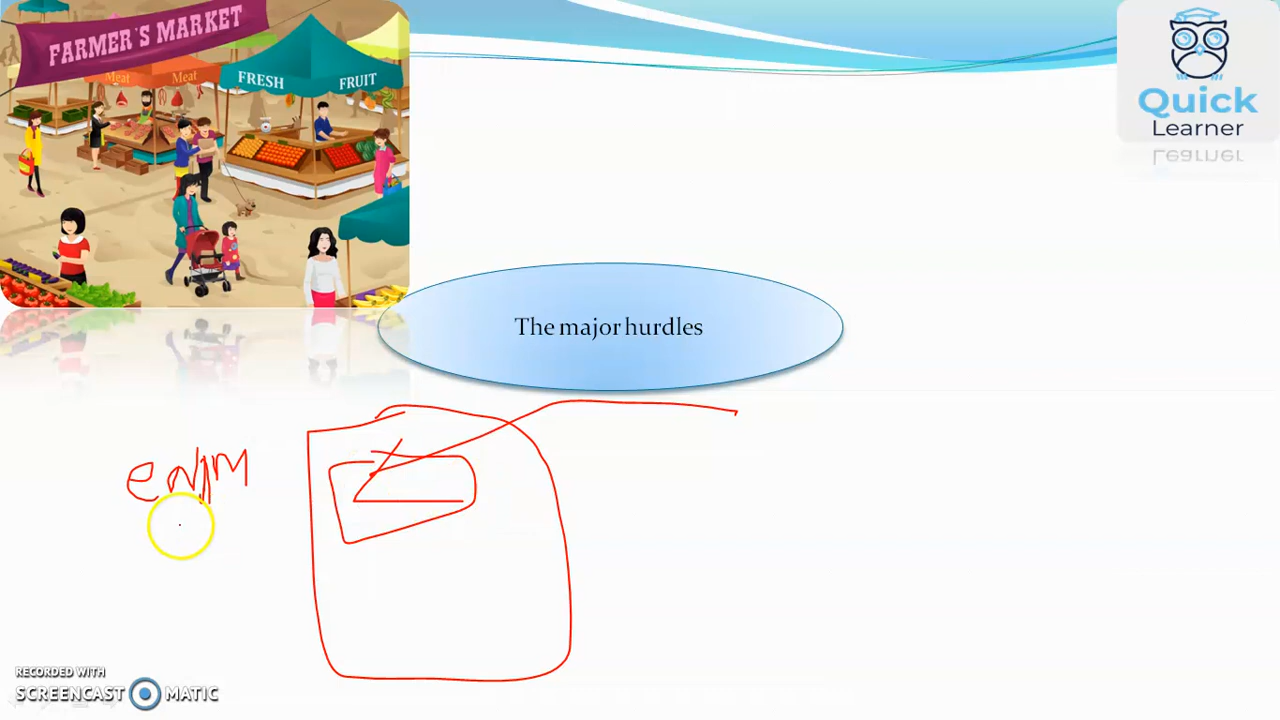 FARMER'S MARKET
Meat
Meat
FRESH
FRUIT
Quick
Learner
The major hurdles
RECORDED WITH
SCREENCAST MATIC